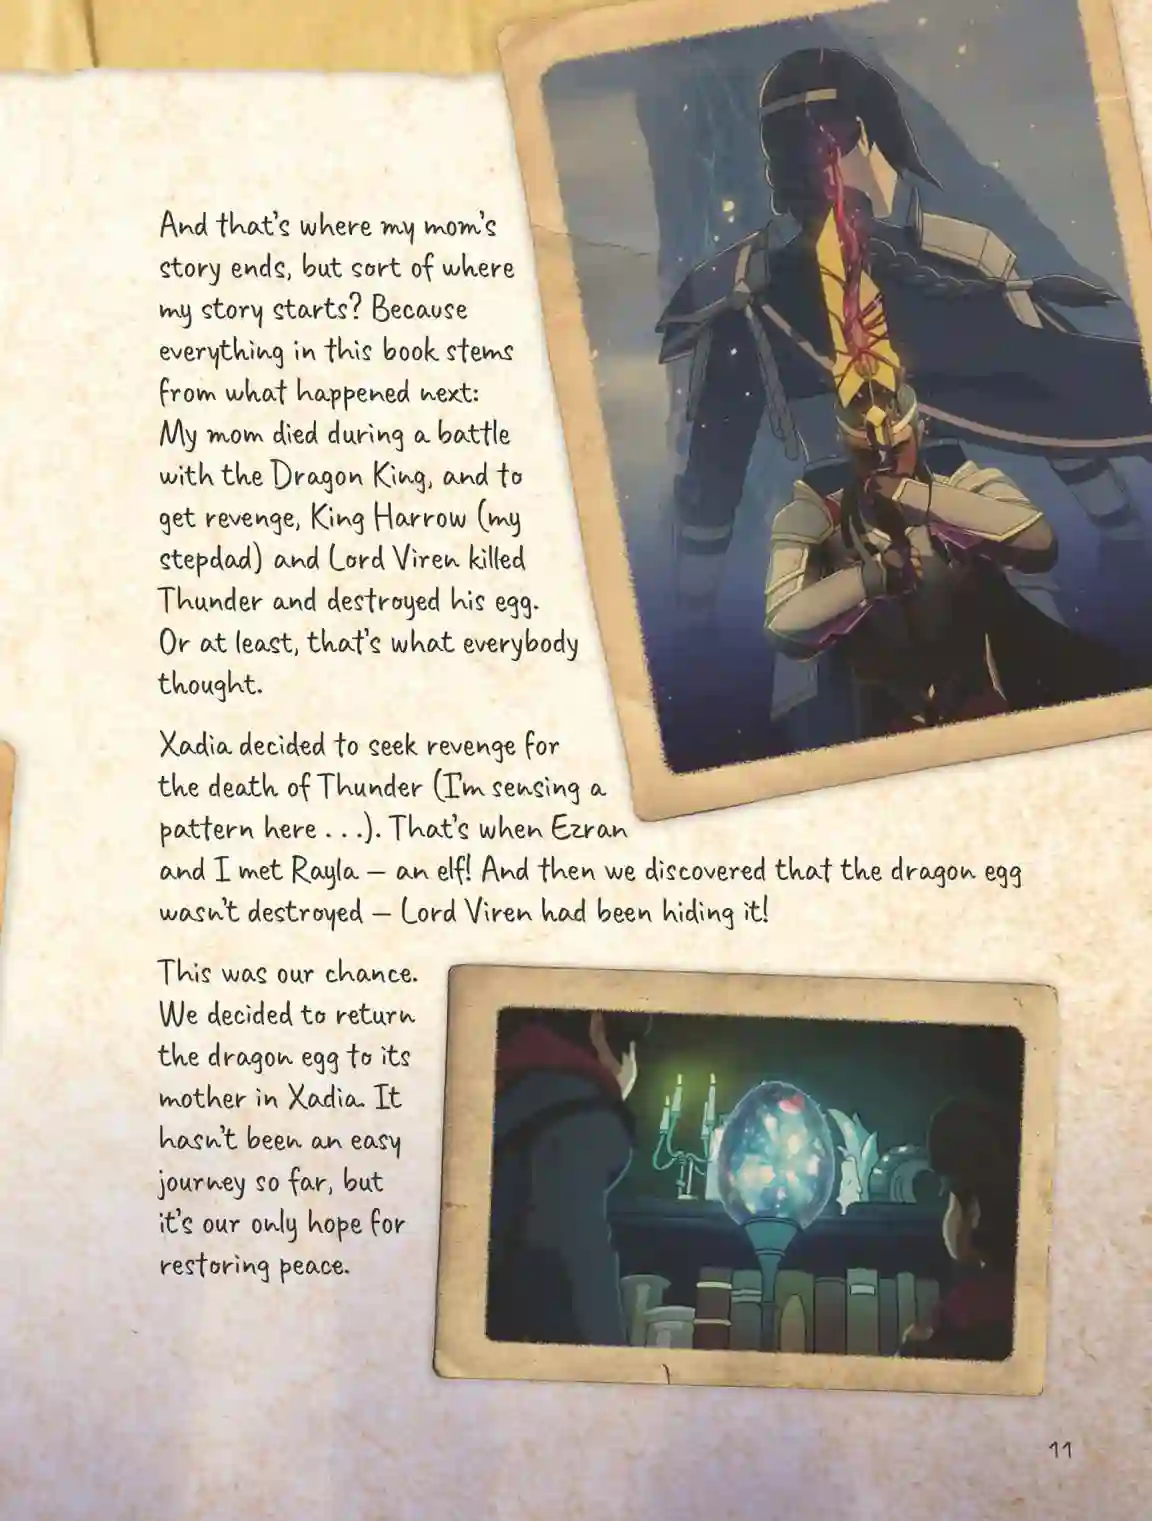 And that's where my mom's
story ends, but sort of where
my story starts? Because
everything in this book stems
from what happened next:
My mom died during a battle
with the Dragon King, and to
get revenge, King Harrow (my
stepdad) and Lord Viren killed
Thunder and destroyed his egg.
Or at least, that's what everybody
thought.
Xadia decided to seek revenge for
the death of Thunder (I'm sensing a
pattern here . . .). That's when Ezran
and I met Rayla – an elf! And then we discovered that the dragon egg
wasn't destroyed – Lord Viren had been hiding it!
This was our chance.
We decided to return
the dragon egg to its
mother in Xadia. It
hasn't been an easy
journey so far, but
it's our only hope for
restoring peace.
11